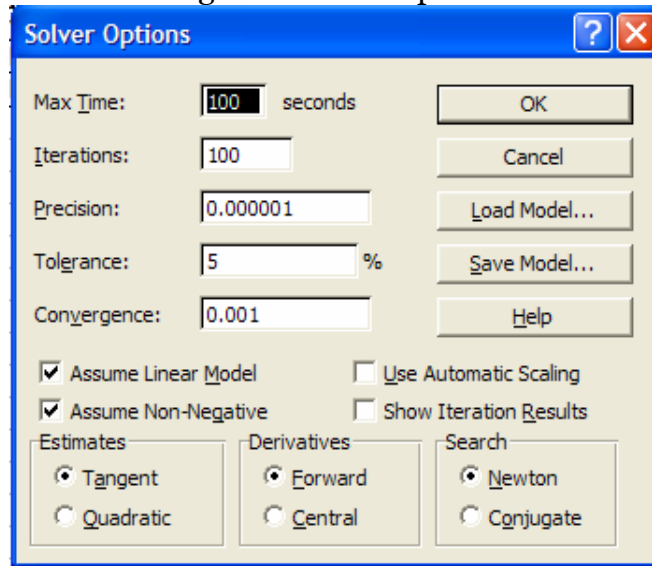 Solver Options
Max Time: 100 seconds OK
Iterations: 100 Cancel
Precision: 0.000001 Load Model...
Tolerance: 5 % Save Model...
Convergence: 0.001 Help
Assume Linear Model Use Automatic Scaling
Assume Non-Negative Show Iteration Results
Estimates Derivatives Search
Tangent Forward Newton
Quadratic Central Conjugate